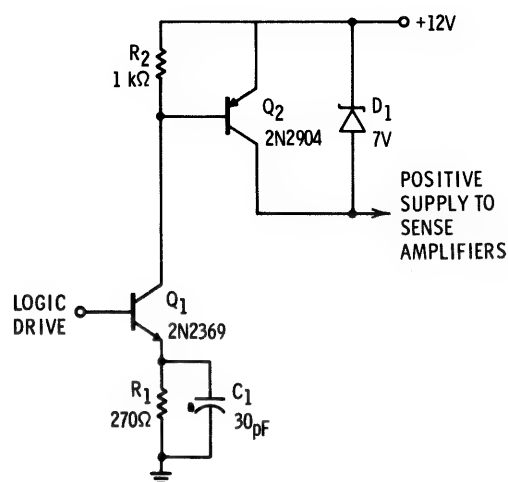 +12V
R2
1 kΩ
Q2
2N2904
D1
7V
POSITIVE
SUPPLY TO
SENSE
AMPLIFIERS
LOGIC
DRIVE
Q1
2N2369
R1
270Ω
C1
30pF